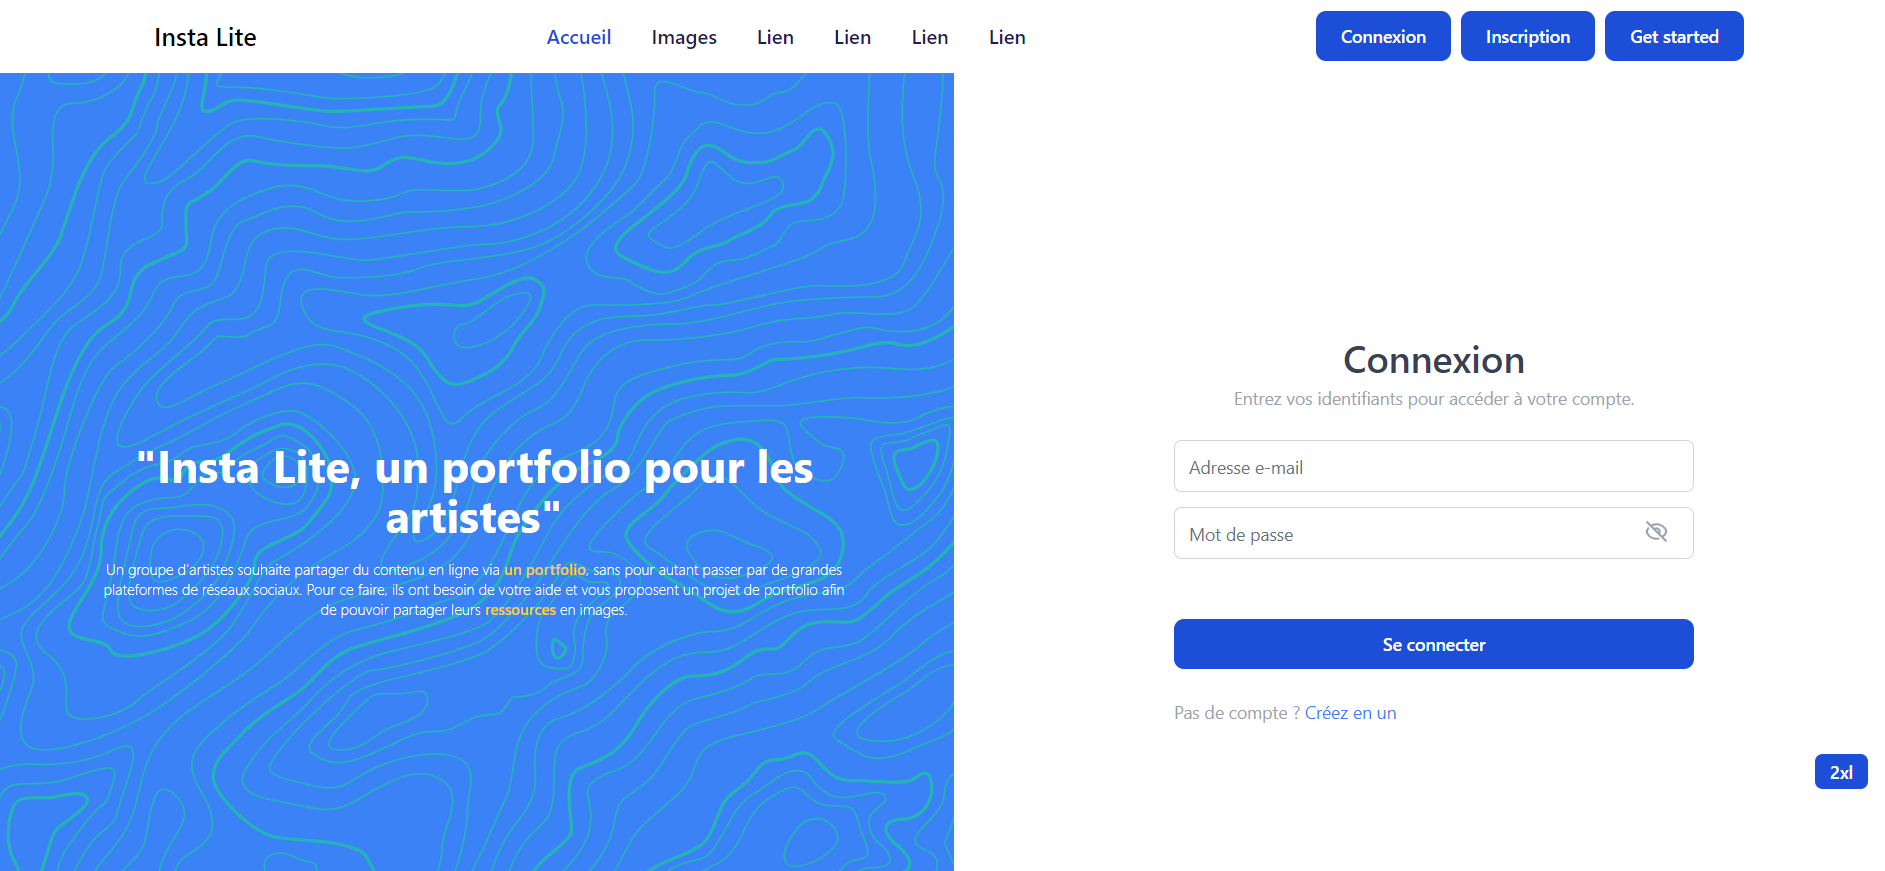 Insta Lite
Accueil Images Lien Lien Lien Lien
Connexion Inscription Get started
"Insta Lite, un portfolio pour les
artistes"
Un groupe d'artistes souhaite partager du contenu en ligne via un portfolio, sans pour autant passer par de grandes
plateformes de réseaux sociaux. Pour ce faire, ils ont besoin de votre aide et vous proposent un projet de portfolio afin
de pouvoir partager leurs ressources en images.
Connexion
Entrez vos identifiants pour accéder à votre compte.
Adresse e-mail
Mot de passe
Se connecter
Pas de compte ? Créez en un
2xl